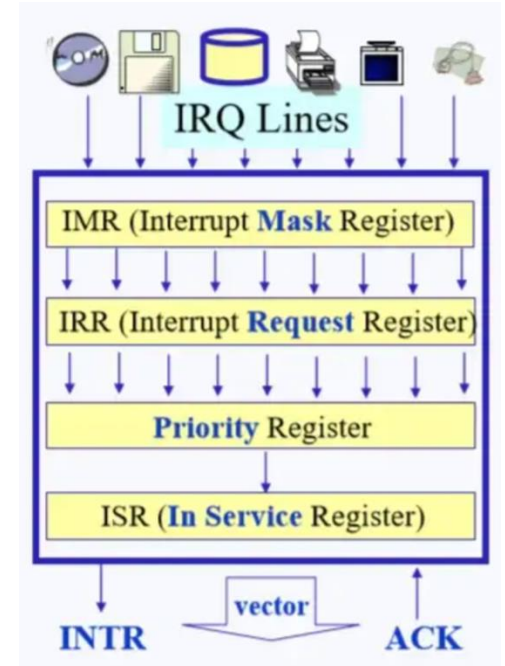 COM
IRQ Lines
IMR (Interrupt Mask Register)
IRR (Interrupt Request Register)
Priority Register
ISR (In Service Register)
vector
INTR
ACK